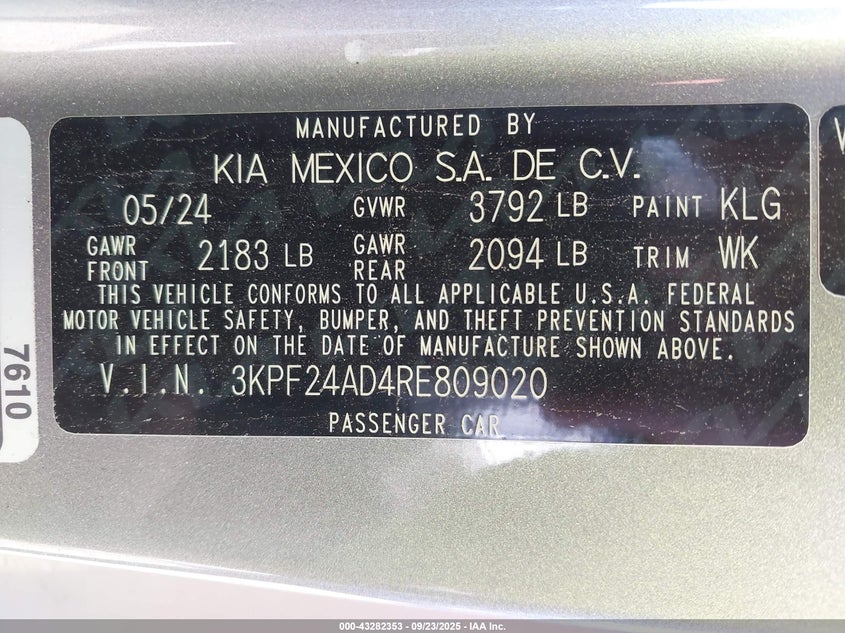 MANUFACTURED BY
KIA MEXICO S.A. DE C.V.
05/24 GVWR 3792 LB PAINT KLG
GAWR FRONT 2183 LB GAWR REAR 2094 LB TRIM WK
THIS VEHICLE CONFORMS TO ALL APPLICABLE U.S.A. FEDERAL
MOTOR VEHICLE SAFETY, BUMPER, AND THEFT PREVENTION STANDARDS
IN EFFECT ON THE DATE OF MANUFACTURE SHOWN ABOVE.
V.I.N. 3KPF24AD4RE809020
PASSENGER CAR
7610
V
000-43282353 - 09/23/2025 - IAA Inc.